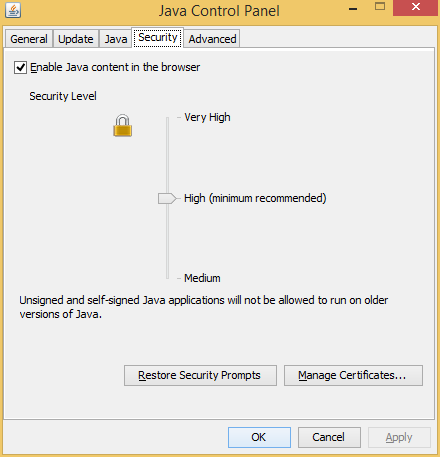 Java Control Panel
General Update Java Security Advanced
Enable Java content in the browser
Security Level
Very High
High (minimum recommended)
Medium
Unsigned and self-signed Java applications will not be allowed to run on older
versions of Java.
Restore Security Prompts Manage Certificates...
OK Cancel Apply